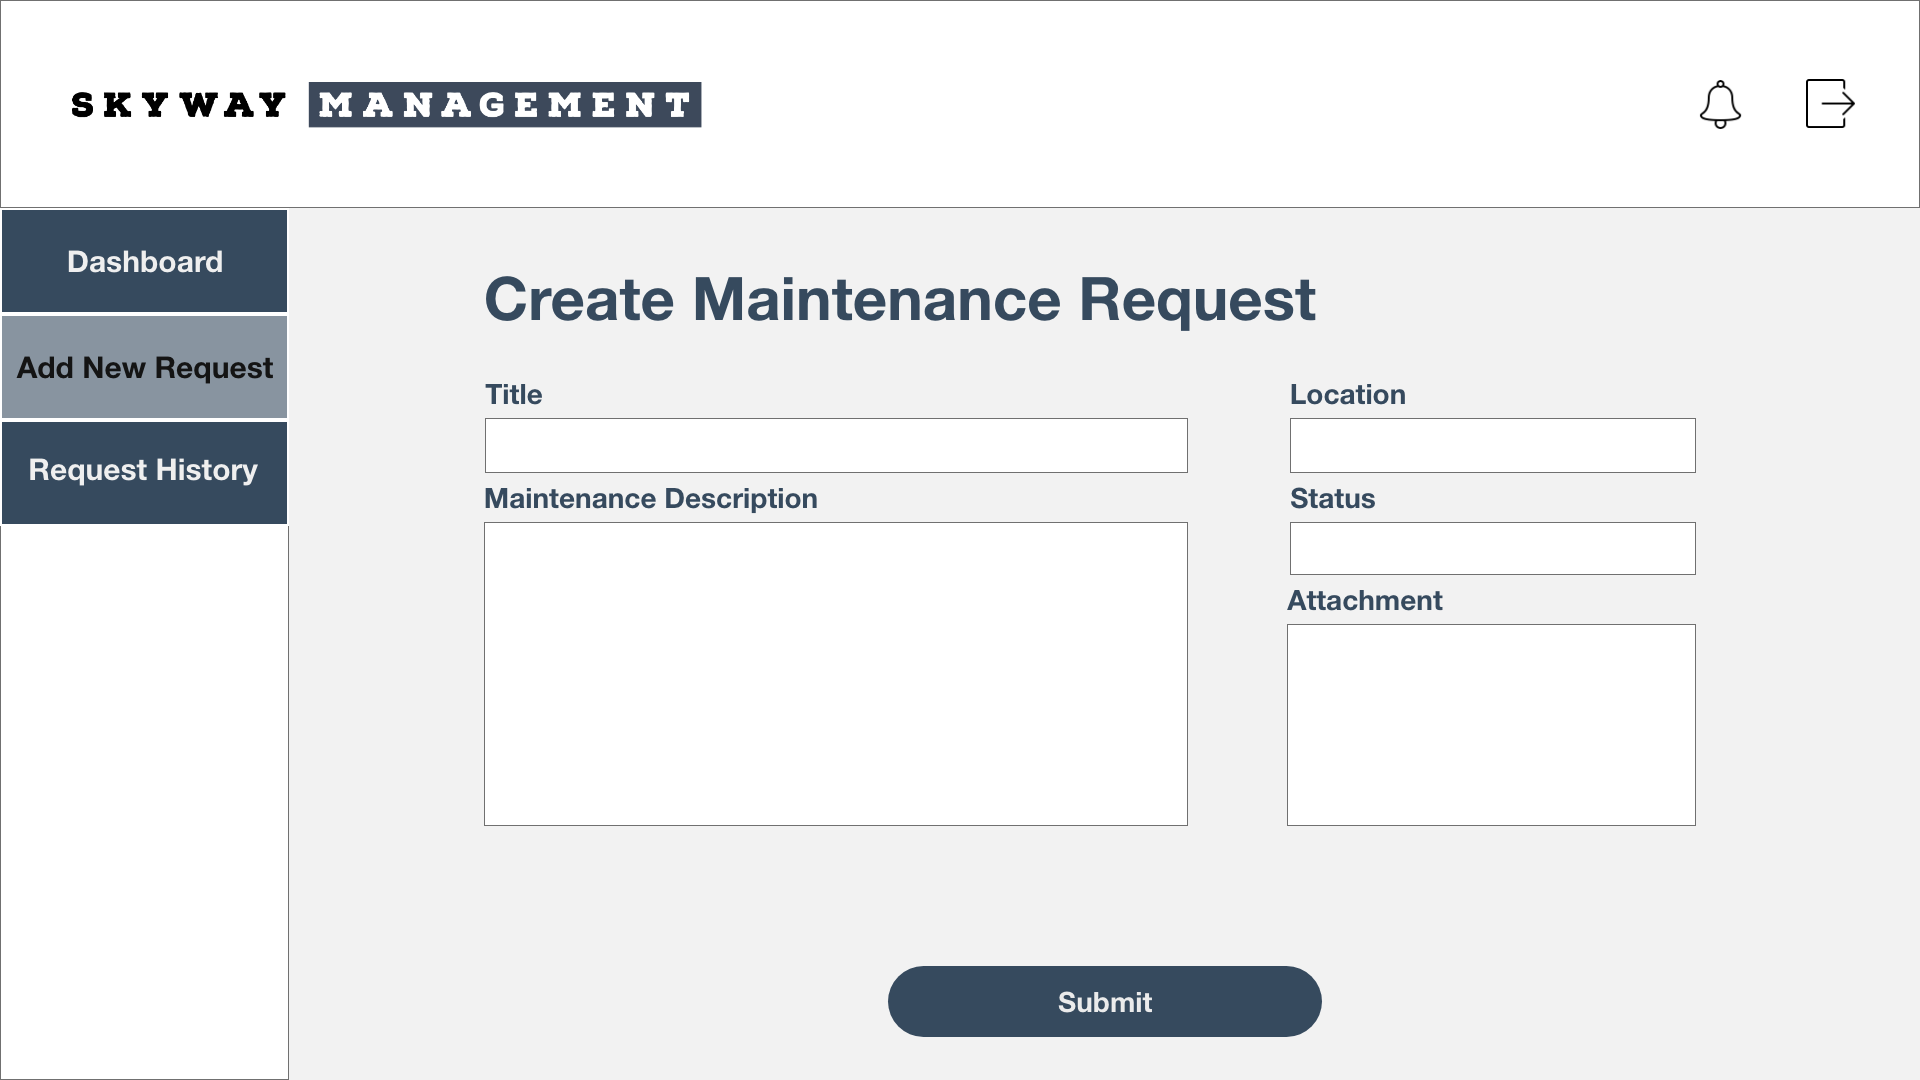 SKYWAY MANAGEMENT
Dashboard
Add New Request
Request History
Create Maintenance Request
Title
Location
Maintenance Description
Status
Attachment
Submit